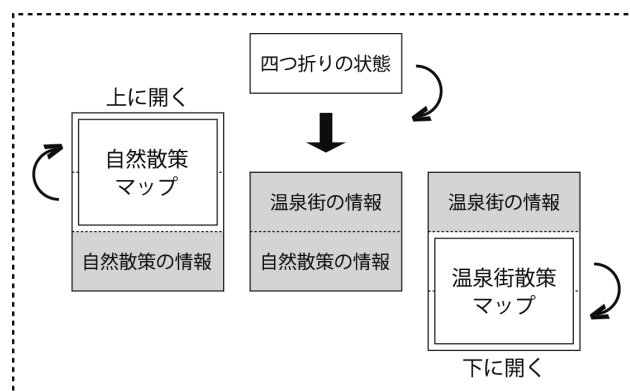 四つ折りの状態
上に開く
自然散策
マップ
自然散策の情報
温泉街の情報
自然散策の情報
温泉街の情報
温泉街散策
マップ
下に開く